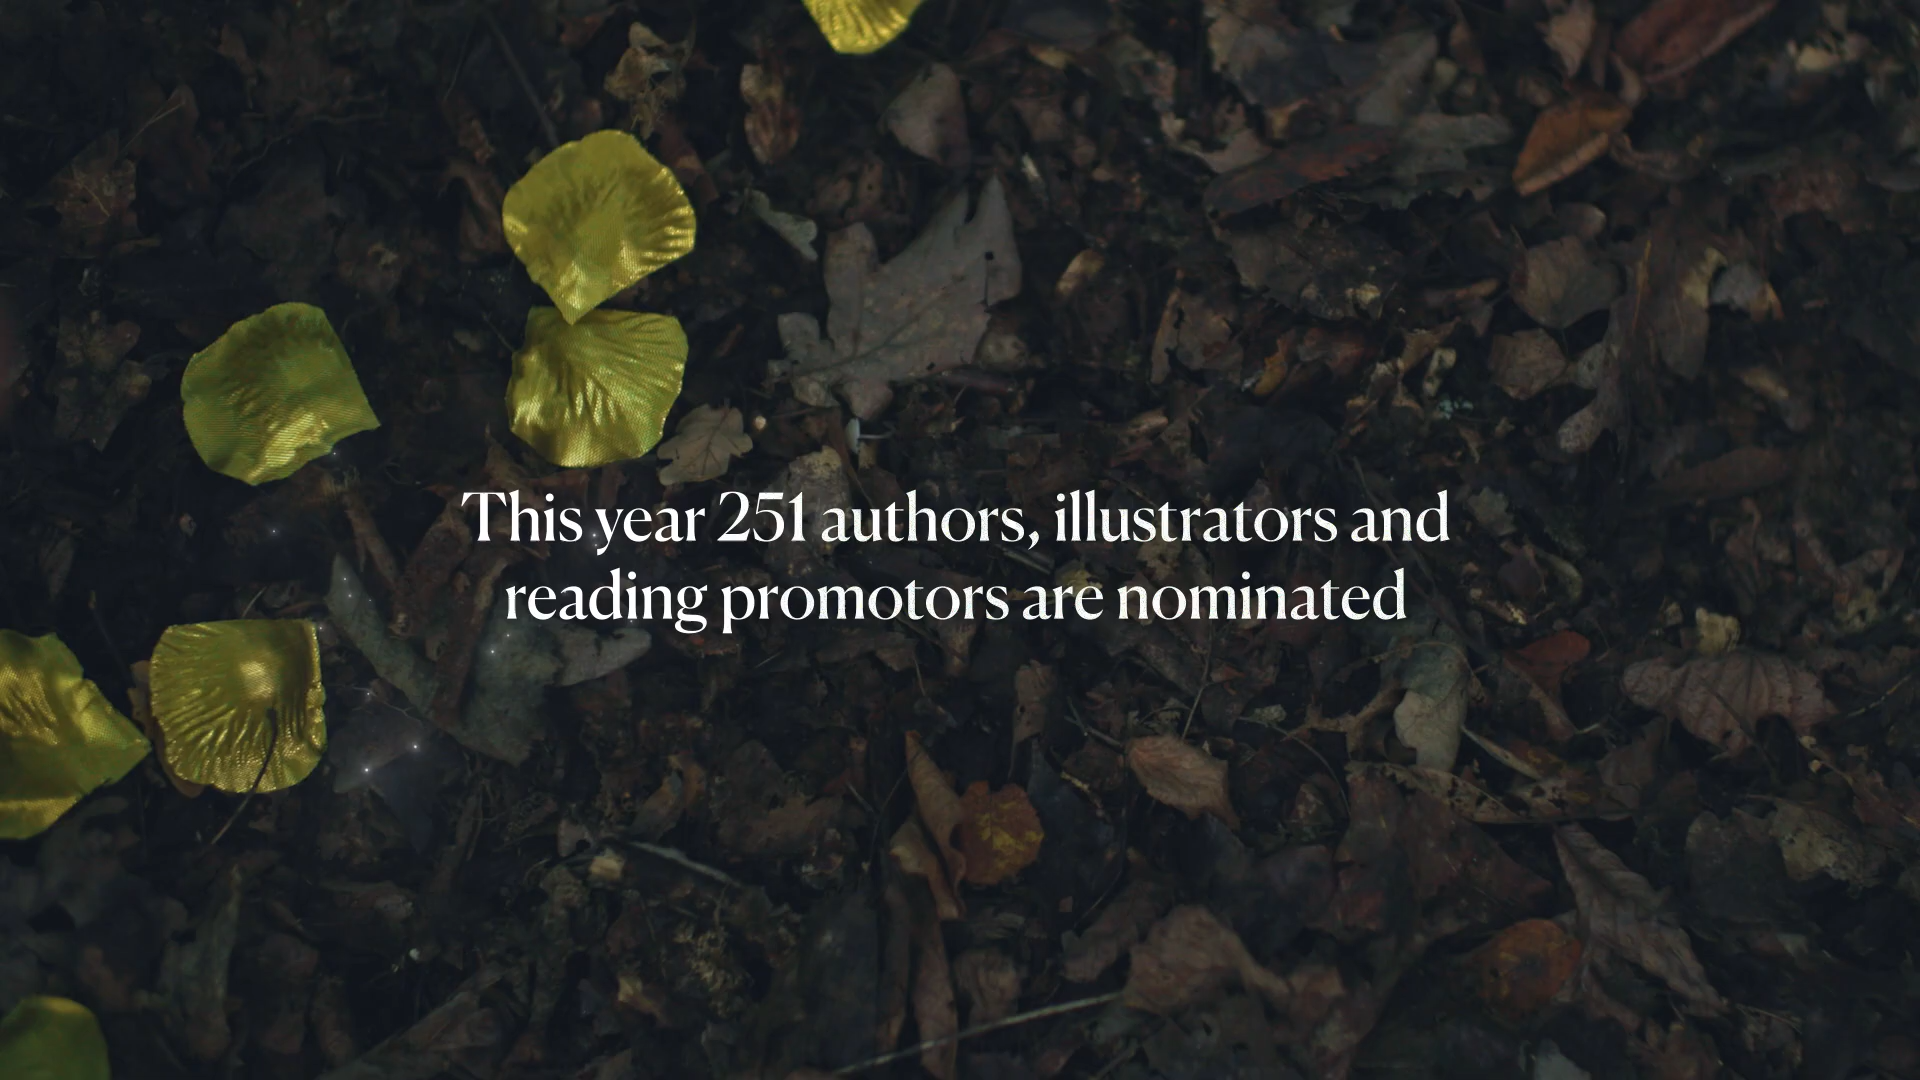 This year 251 authors, illustrators and
reading promotors are nominated